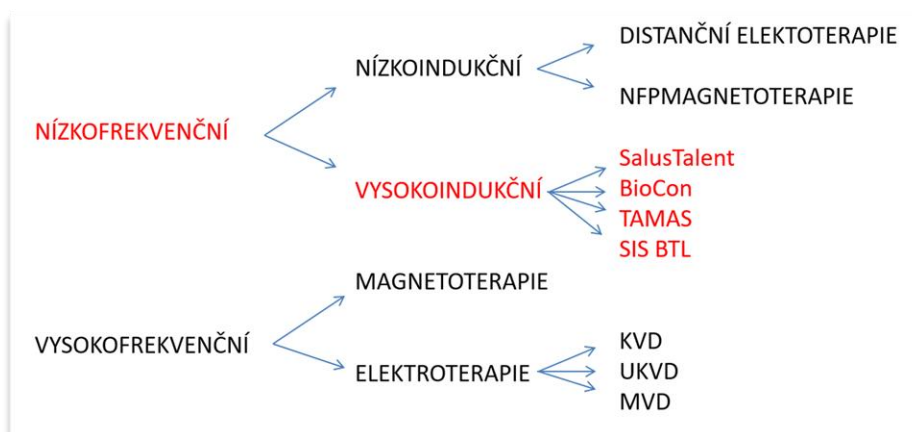 NÍZKOFREKVENČNÍ
NÍZKOINDUKČNÍ
DISTANČNÍ ELEKTOTERAPIE
NFPMAGNETOTERAPIE
VYSOKOINDUKČNÍ
SalusTalent
BioCon
TAMAS
SIS BTL
VYSOKOFREKVENČNÍ
MAGNETOTERAPIE
ELEKTROTERAPIE
KVD
UKVD
MVD